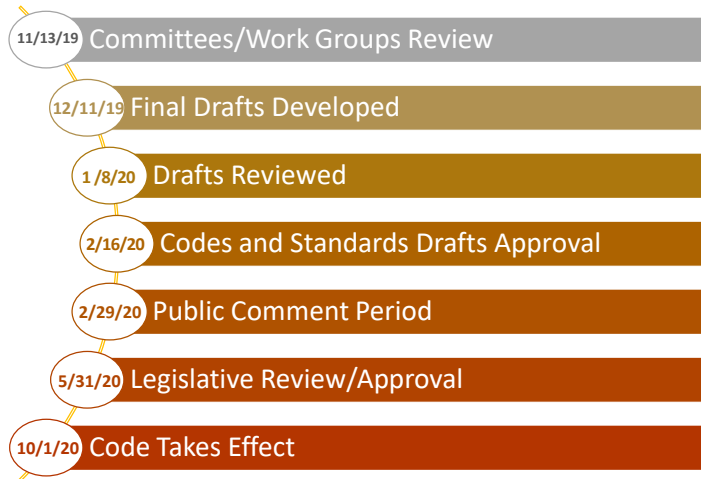 11/13/19 Committees/Work Groups Review
12/11/19 Final Drafts Developed
1 /8/20 Drafts Reviewed
2/16/20 Codes and Standards Drafts Approval
2/29/20 Public Comment Period
5/31/20 Legislative Review/Approval
10/1/20 Code Takes Effect